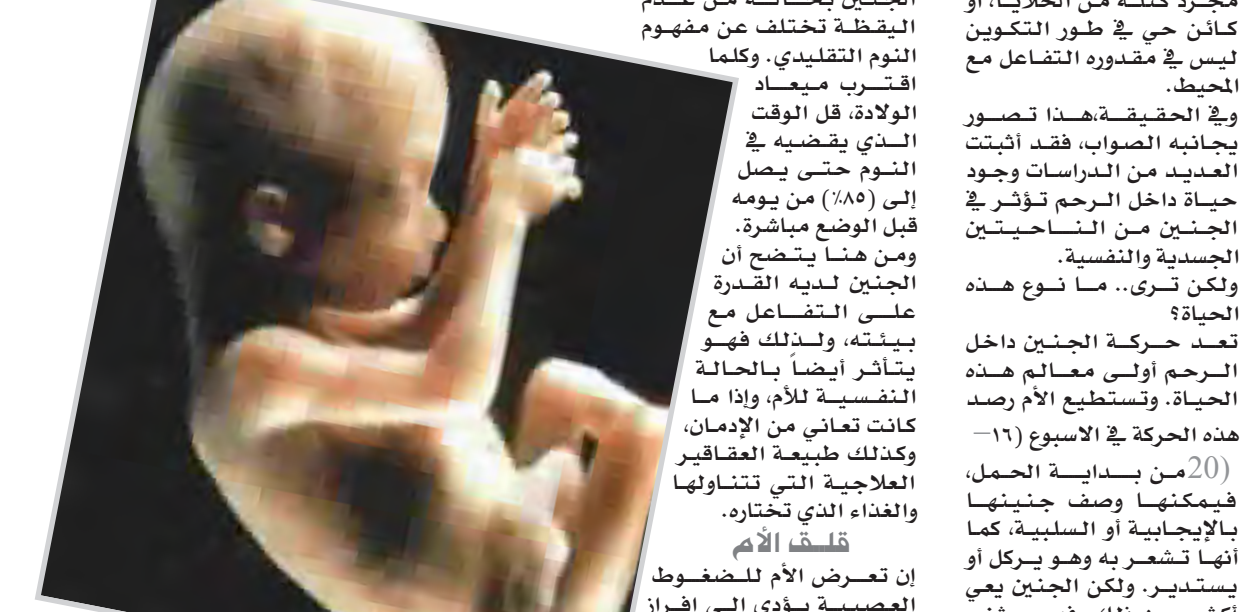 مجرد كتلة من الخلايا، أو
كائن حي في طور التكوين
ليس في مقدوره التفاعل مع
المحيط.
وفي الحقيقة،هذا تصور
يجانبه الصواب، فقد أثبتت
العديد من الدراسات وجود
حياة داخل الرحم تؤثر في
الجنين من الناحيتين
الجسدية والنفسية.
ولكن ترى.. ما نوع هذه
الحياة؟
تعد حركة الجنين داخل
الرحم أولى معالم هذه
الحياة. وتستطيع الأم رصد
هذه الحركة في الاسبوع (١٦–
20) من بداية الحمل،
فيمكنها وصف جنينها
بالإيجابية أو السلبية، كما
أنها تشعر به وهو يركل أو
يستدير. ولكن الجنين يعي
الجنين بحالة من عدم
اليقظة تختلف عن مفهوم
النوم التقليدي. وكلما
اقترب ميعاد
الولادة، قل الوقت
الذي يقضيه في
النوم حتى يصل
إلى (٨٥٪) من يومه
قبل الوضع مباشرة.
ومن هنا يتضح أن
الجنين لديه القدرة
على التفاعل مع
بيئته، ولذلك فهو
يتأثر أيضاً بالحالة
النفسية للأم، وإذا ما
كانت تعاني من الإدمان،
وكذلك طبيعة العقاقير
العلاجية التي تتناولها
والغذاء الذي تختاره.
قلق الأم
إن تعرض الأم للضغوط
العصبية يؤدي إلى افراز